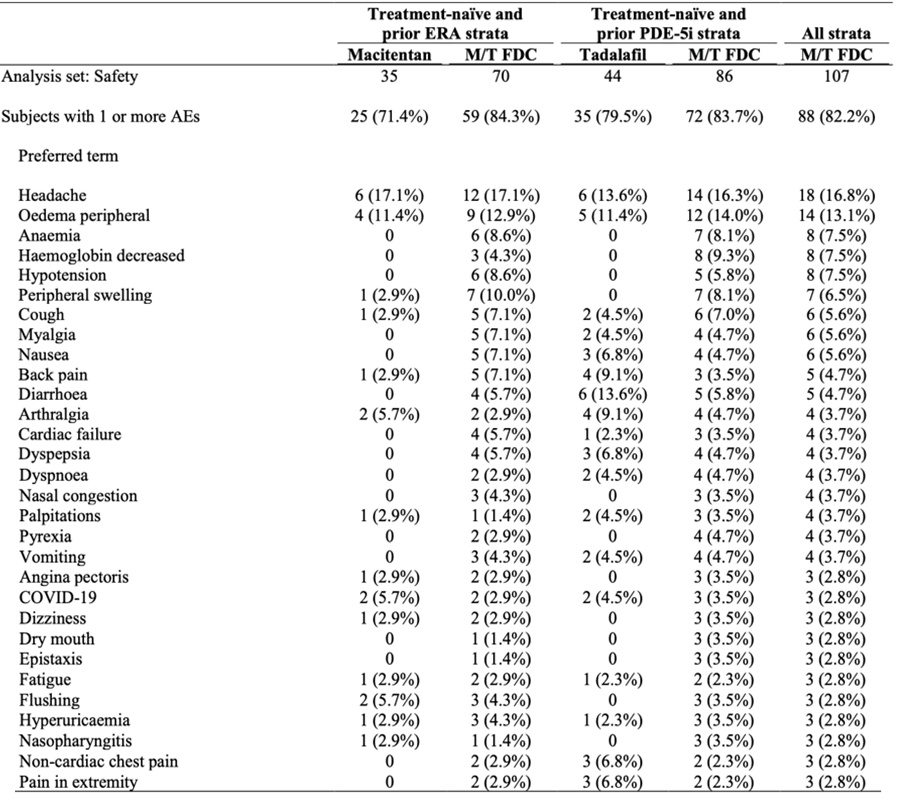 Treatment-naïve and Treatment-naïve and
prior ERA strata prior PDE-5i strata All strata
Macitentan M/T FDC Tadalafil M/T FDC M/T FDC
Analysis set: Safety 35 70 44 86 107
Subjects with 1 or more AEs 25 (71.4%) 59 (84.3%) 35 (79.5%) 72 (83.7%) 88 (82.2%)
Preferred term
Headache 6 (17.1%) 12 (17.1%) 6 (13.6%) 14 (16.3%) 18 (16.8%)
Oedema peripheral 4 (11.4%) 9 (12.9%) 5 (11.4%) 12 (14.0%) 14 (13.1%)
Anaemia 0 6 (8.6%) 0 7 (8.1%) 8 (7.5%)
Haemoglobin decreased 0 3 (4.3%) 0 8 (9.3%) 8 (7.5%)
Hypotension 0 6 (8.6%) 0 5 (5.8%) 8 (7.5%)
Peripheral swelling 1 (2.9%) 7 (10.0%) 0 7 (8.1%) 7 (6.5%)
Cough 1 (2.9%) 5 (7.1%) 2 (4.5%) 6 (7.0%) 6 (5.6%)
Myalgia 0 5 (7.1%) 2 (4.5%) 4 (4.7%) 6 (5.6%)
Nausea 0 5 (7.1%) 3 (6.8%) 4 (4.7%) 6 (5.6%)
Back pain 1 (2.9%) 5 (7.1%) 4 (9.1%) 3 (3.5%) 5 (4.7%)
Diarrhoea 0 4 (5.7%) 6 (13.6%) 5 (5.8%) 5 (4.7%)
Arthralgia 2 (5.7%) 2 (2.9%) 4 (9.1%) 4 (4.7%) 4 (3.7%)
Cardiac failure 0 4 (5.7%) 1 (2.3%) 3 (3.5%) 4 (3.7%)
Dyspepsia 0 4 (5.7%) 3 (6.8%) 4 (4.7%) 4 (3.7%)
Dyspnoea 0 2 (2.9%) 2 (4.5%) 4 (4.7%) 4 (3.7%)
Nasal congestion 0 3 (4.3%) 0 3 (3.5%) 4 (3.7%)
Palpitations 1 (2.9%) 1 (1.4%) 2 (4.5%) 3 (3.5%) 4 (3.7%)
Pyrexia 0 2 (2.9%) 0 4 (4.7%) 4 (3.7%)
Vomiting 0 3 (4.3%) 2 (4.5%) 4 (4.7%) 4 (3.7%)
Angina pectoris 1 (2.9%) 2 (2.9%) 0 3 (3.5%) 3 (2.8%)
COVID-19 2 (5.7%) 2 (2.9%) 2 (4.5%) 3 (3.5%) 3 (2.8%)
Dizziness 1 (2.9%) 2 (2.9%) 0 3 (3.5%) 3 (2.8%)
Dry mouth 0 1 (1.4%) 0 3 (3.5%) 3 (2.8%)
Epistaxis 0 1 (1.4%) 0 3 (3.5%) 3 (2.8%)
Fatigue 1 (2.9%) 2 (2.9%) 1 (2.3%) 2 (2.3%) 3 (2.8%)
Flushing 2 (5.7%) 3 (4.3%) 0 3 (3.5%) 3 (2.8%)
Hyperuricaemia 1 (2.9%) 3 (4.3%) 1 (2.3%) 3 (3.5%) 3 (2.8%)
Nasopharyngitis 1 (2.9%) 1 (1.4%) 0 3 (3.5%) 3 (2.8%)
Non-cardiac chest pain 0 2 (2.9%) 3 (6.8%) 2 (2.3%) 3 (2.8%)
Pain in extremity 0 2 (2.9%) 3 (6.8%) 2 (2.3%) 3 (2.8%)